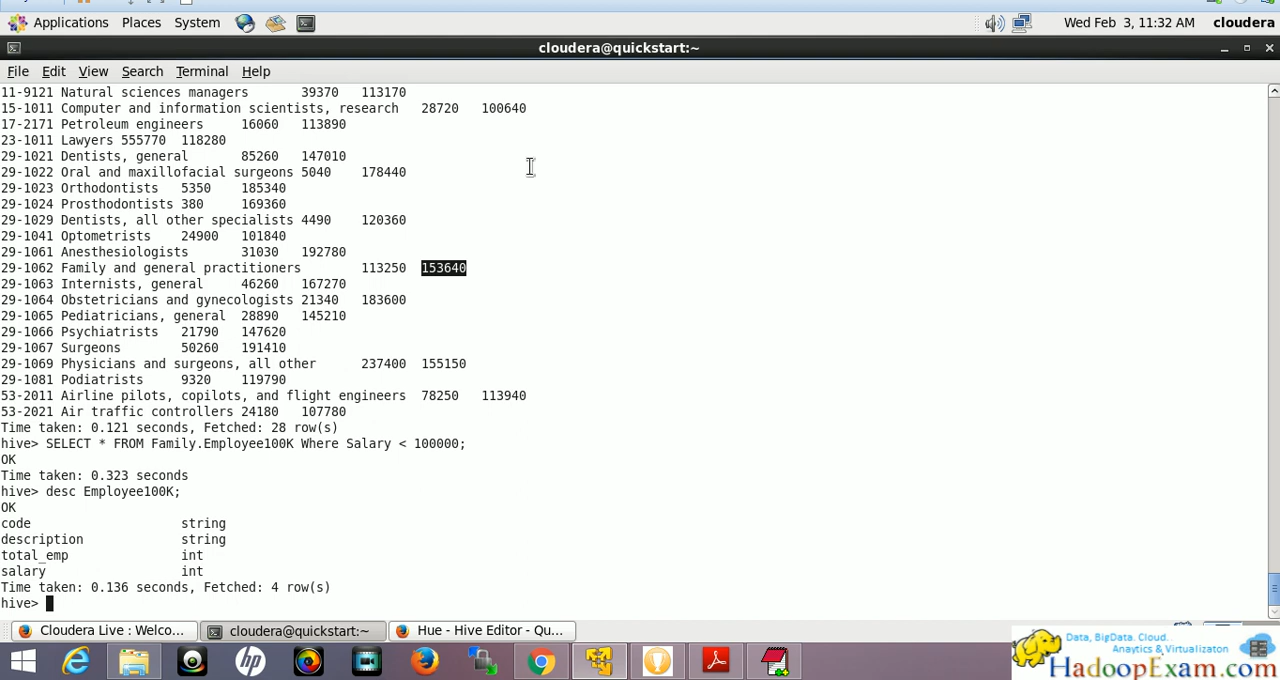 Applications Places System Wed Feb 3, 11:32 AM cloudera
cloudera@quickstart:~
File Edit View Search Terminal Help
11-9121 Natural sciences managers 39370 113170
15-1011 Computer and information scientists, research 28720 100640
17-2171 Petroleum engineers 16060 113890
23-1011 Lawyers 555770 118280
29-1021 Dentists, general 85260 147010
29-1022 Oral and maxillofacial surgeons 5040 178440
29-1023 Orthodontists 5350 185340
29-1024 Prosthodontists 380 169360
29-1029 Dentists, all other specialists 4490 120360
29-1041 Optometrists 24900 101840
29-1061 Anesthesiologists 31030 192780
29-1062 Family and general practitioners 113250 153640
29-1063 Internists, general 46260 167270
29-1064 Obstetricians and gynecologists 21340 183600
29-1065 Pediatricians, general 28890 145210
29-1066 Psychiatrists 21790 147620
29-1067 Surgeons 50260 191410
29-1069 Physicians and surgeons, all other 237400 155150
29-1081 Podiatrists 9320 119790
53-2011 Airline pilots, copilots, and flight engineers 78250 113940
53-2021 Air traffic controllers 24180 107780
Time taken: 0.121 seconds, Fetched: 28 row(s)
hive> SELECT * FROM Family.Employee100K Where Salary < 100000;
OK
Time taken: 0.323 seconds
hive> desc Employee100K;
OK
code string
description string
total_emp int
salary int
Time taken: 0.136 seconds, Fetched: 4 row(s)
hive>
Cloudera Live : Welco... cloudera@quickstart:~ Hue - Hive Editor - Qu...
hp
Data, BigData. Cloud..
Anaytics & Virtualizaton
HadoopExam.com